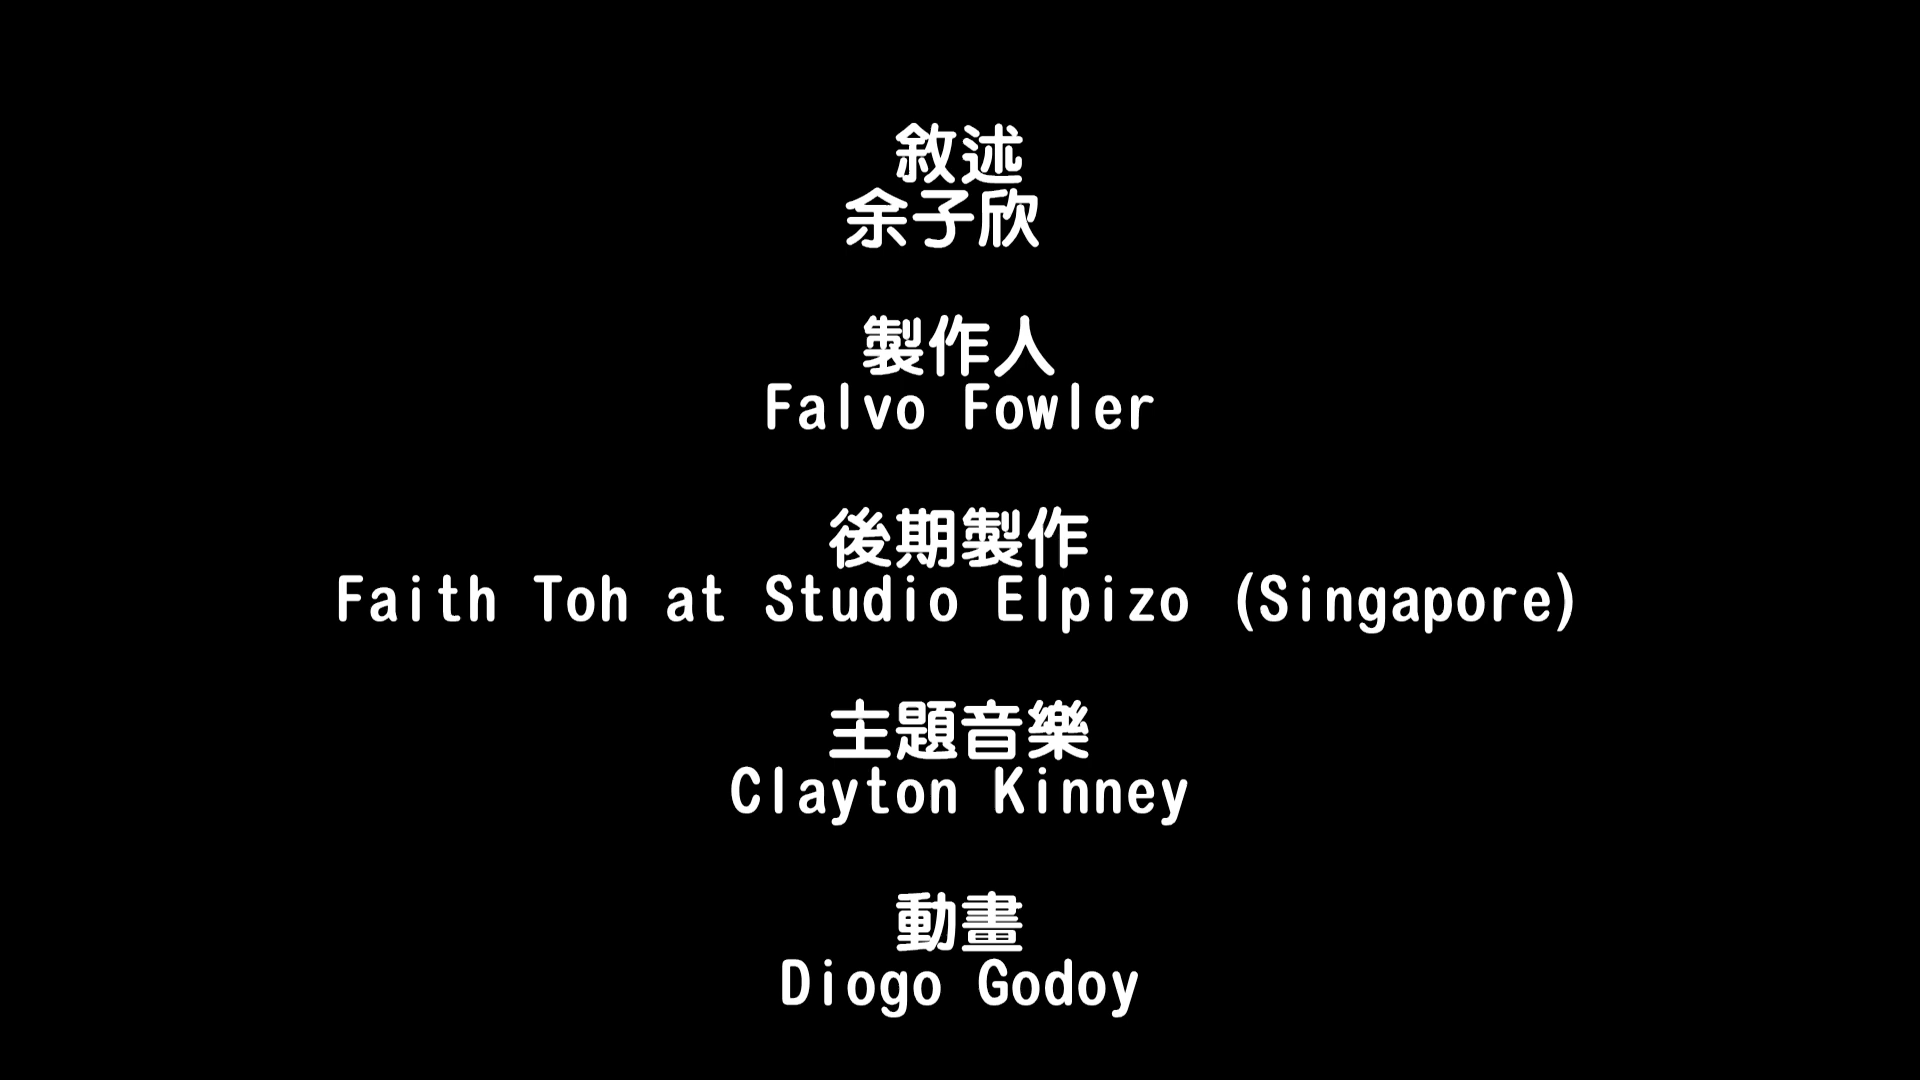 敘述
余子欣
製作人
Falvo Fowler
後期製作
Faith Toh at Studio Elpizo (Singapore)
主題音樂
Clayton Kinney
動畫
Diogo Godoy